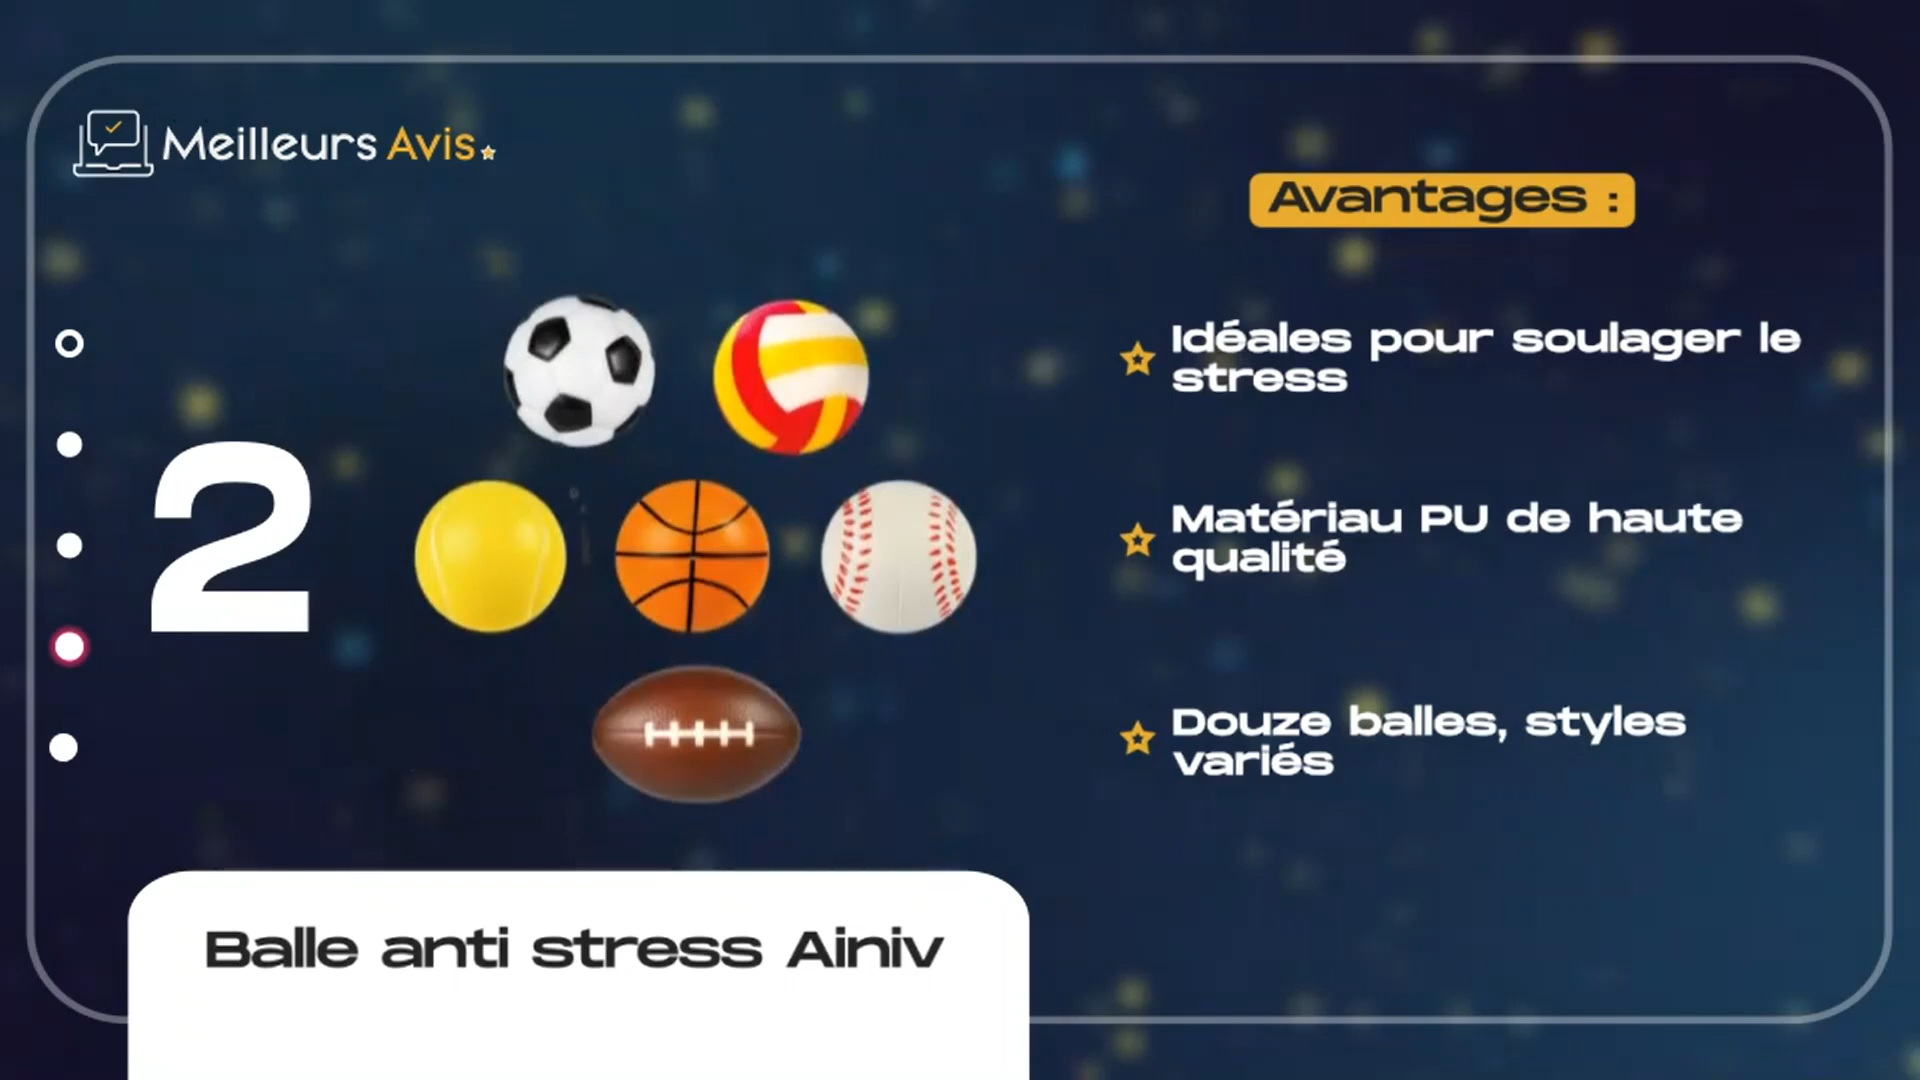 Meilleurs Avis
Avantages :
Idéales pour soulager le
stress
2
Matériau PU de haute
qualité
Douze balles, styles
variés
Balle anti stress Ainiv